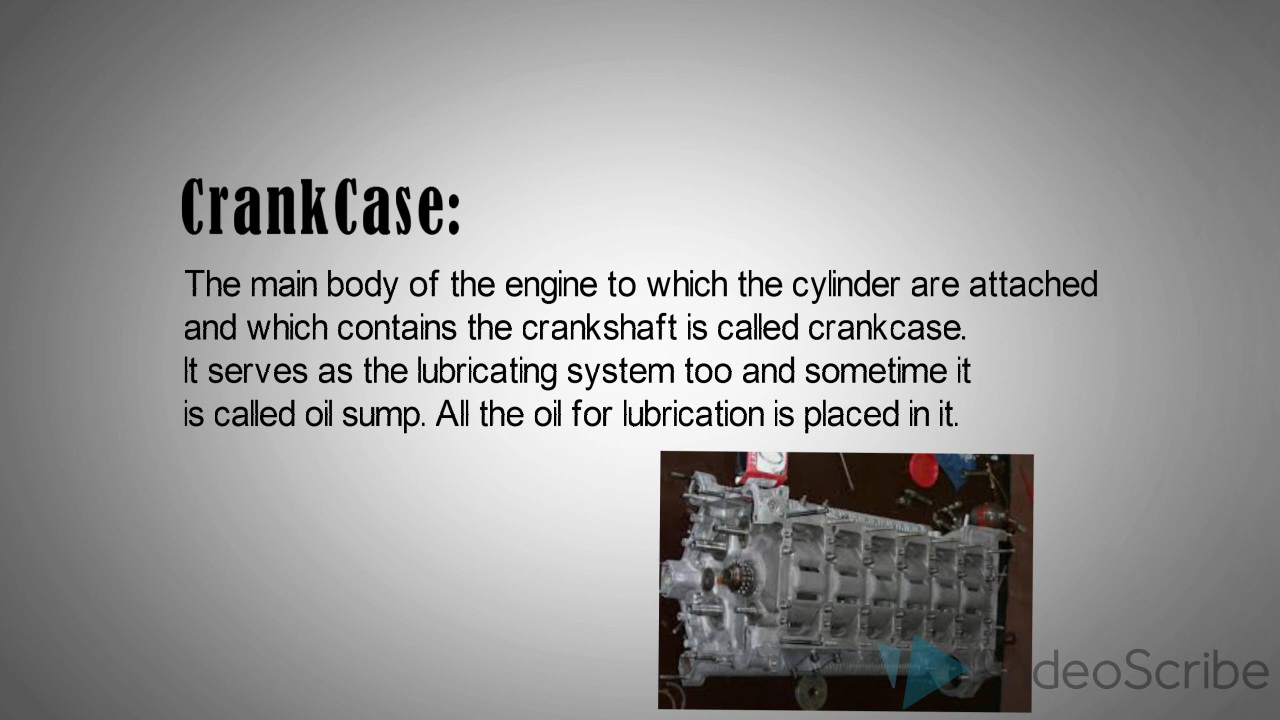 CrankCase:
The main body of the engine to which the cylinder are attached
and which contains the crankshaft is called crankcase.
It serves as the lubricating system too and sometime it
is called oil sump. All the oil for lubrication is placed in it.
deoScribe